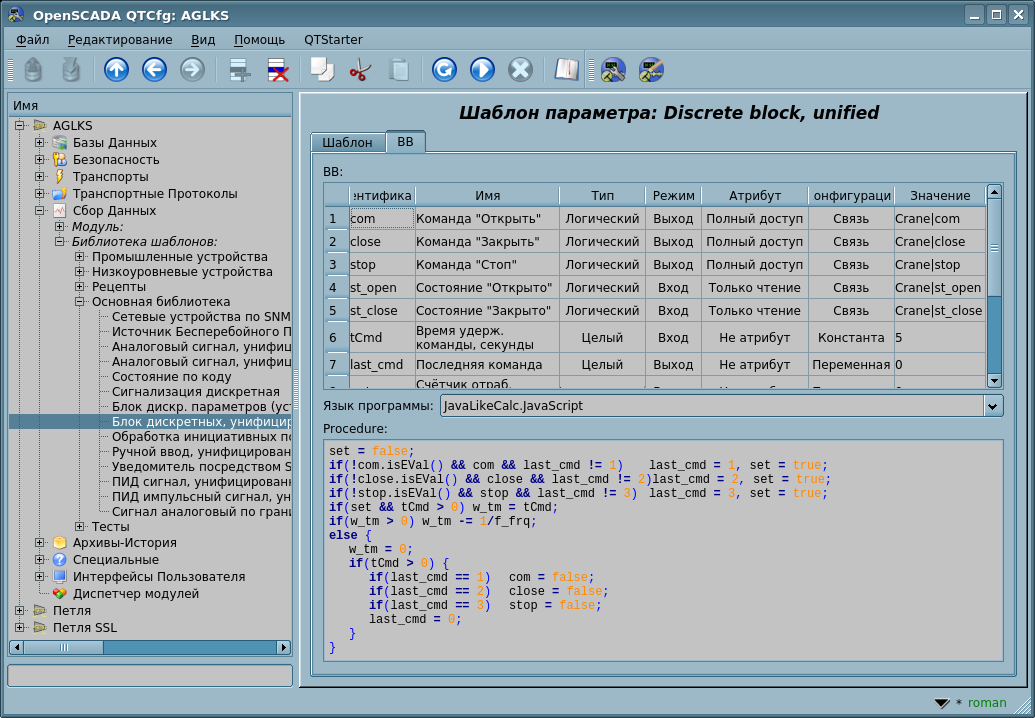 OpenSCADA QTCfg: AGLKS
Файл Редактирование Вид Помощь QTStarter
Имя
AGLKS
Базы Данных
Безопасность
Транспорты
Транспортные Протоколы
Сбор Данных
Модуль:
Библиотека шаблонов:
Промышленные устройства
Низкоуровневые устройства
Рецепты
Основная библиотека
Сетевые устройства по SNM
Источник Бесперебойного П
Аналоговый сигнал, унифиц
Аналоговый сигнал, унифиц
Состояние по коду
Сигнализация дискретная
Блок дискр. параметров (ус
Блок дискретных, унифицир
Обработка инициативных по
Ручной ввод, унифицирован
Уведомитель посредством S
ПИД сигнал, унифицировань
ПИД импульсный сигнал, ун
Сигнал аналоговый по грани
Тесты
Архивы-История
Специальные
Интерфейсы Пользователя
Диспетчер модулей
Петля
Петля SSL
Шаблон параметра: Discrete block, unified
Шаблон ВВ
ВВ:
нтифика Имя Тип Режим Атрибут онфигураци Значение
1 com Команда "Открыть" Логический Выход Полный доступ Связь Crane|com
2 close Команда "Закрыть" Логический Выход Полный доступ Связь Crane|close
3 stop Команда "Стоп" Логический Выход Полный доступ Связь Crane|stop
4 st_open Состояние "Открыто" Логический Вход Только чтение Связь Crane|st_open
5 st_close Состояние "Закрыто" Логический Вход Только чтение Связь Crane|st_close
6 tCmd Время удерж. команды, секунды Целый Вход Не атрибут Константа 5
7 last_cmd Последняя команда Целый Выход Не атрибут Переменная 0
Счётчик отраб.
Язык программы: JavaLikeCalc.JavaScript
Procedure:
set = false;
if(!com.isEVal() && com && last_cmd != 1) last_cmd = 1, set = true;
if(!close.isEVal() && close && last_cmd != 2)last_cmd = 2, set = true;
if(!stop.isEVal() && stop && last_cmd != 3) last_cmd = 3, set = true;
if(set && tCmd > 0) w_tm = tCmd;
if(w_tm > 0) w_tm -= 1/f_frq;
else {
w_tm = 0;
if(tCmd > 0) {
if(last_cmd == 1) com = false;
if(last_cmd == 2) close = false;
if(last_cmd == 3) stop = false;
last_cmd = 0;
}
}
* roman